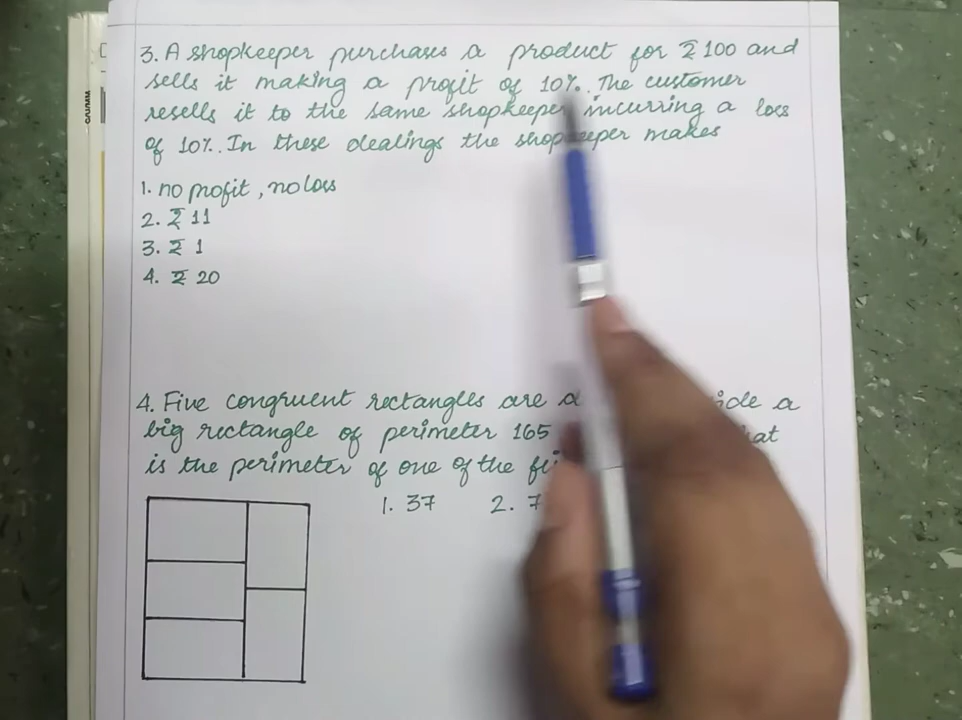 3. A shopkeeper purchases a product for ₹100 and
sells it making a profit of 10%. The customer
resells it to the same shopkeeper incurring a loss
of 10%. In these dealings the shopkeeper makes
1. no profit, no loss
2. ₹ 11
3. ₹ 1
4. ₹ 20
4. Five congruent rectangles are a
big rectangle of perimeter 165
is the perimeter of one of the
1. 37 2. 7